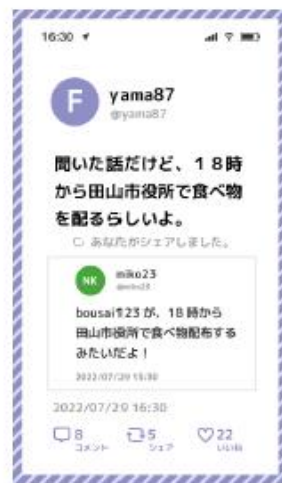 16:30
F
yama87
@yama87
聞いた話だけど、１８時
から田山市役所で食べ物
を配るらしいよ。
あなたがシェアしました。
NK
miko23
@miko23
bousai123 が、18 時から
田山市役所で食べ物配布する
みたいだよ！
2022/07/29 15:30
2022/07/29 16:30
8
コメント
5
シェア
22
いいね